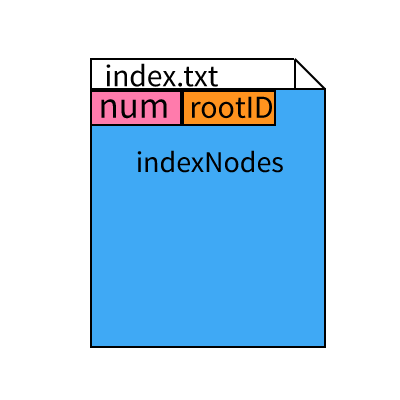 index.txt
num rootID
indexNodes